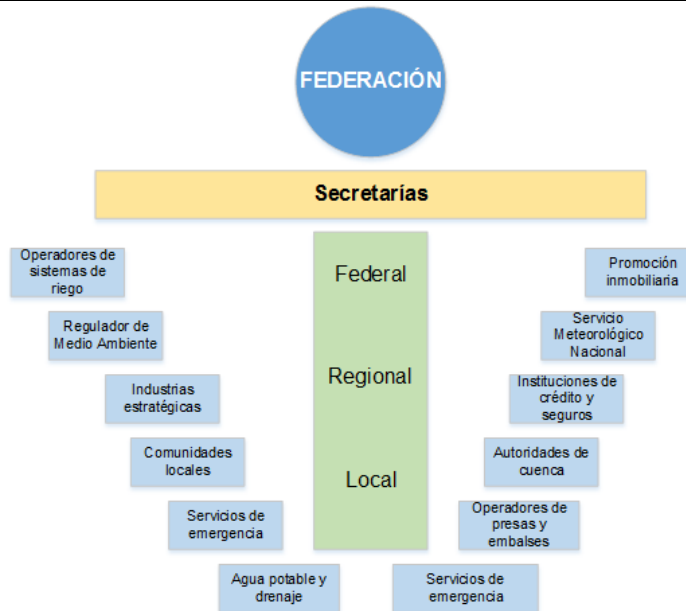 FEDERACIÓN
Secretarías
Federal
Regional
Local
Operadores de
sistemas de
riego
Regulador de
Medio Ambiente
Industrias
estratégicas
Comunidades
locales
Servicios de
emergencia
Agua potable y
drenaje
Promoción
inmobiliaria
Servicio
Meteorológico
Nacional
Instituciones de
crédito y
seguros
Autoridades de
cuenca
Operadores de
presas y
embalses
Servicios de
emergencia